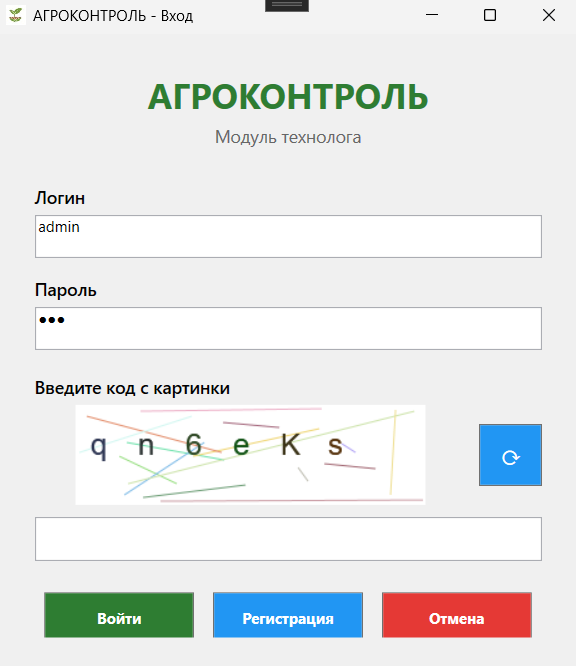 АГРОКОНТРОЛЬ - Вход
АГРОКОНТРОЛЬ
Модуль технолога
Логин
admin
Пароль
●●●
Введите код с картинки
q n 6 e K s
⟳
Войти Регистрация Отмена